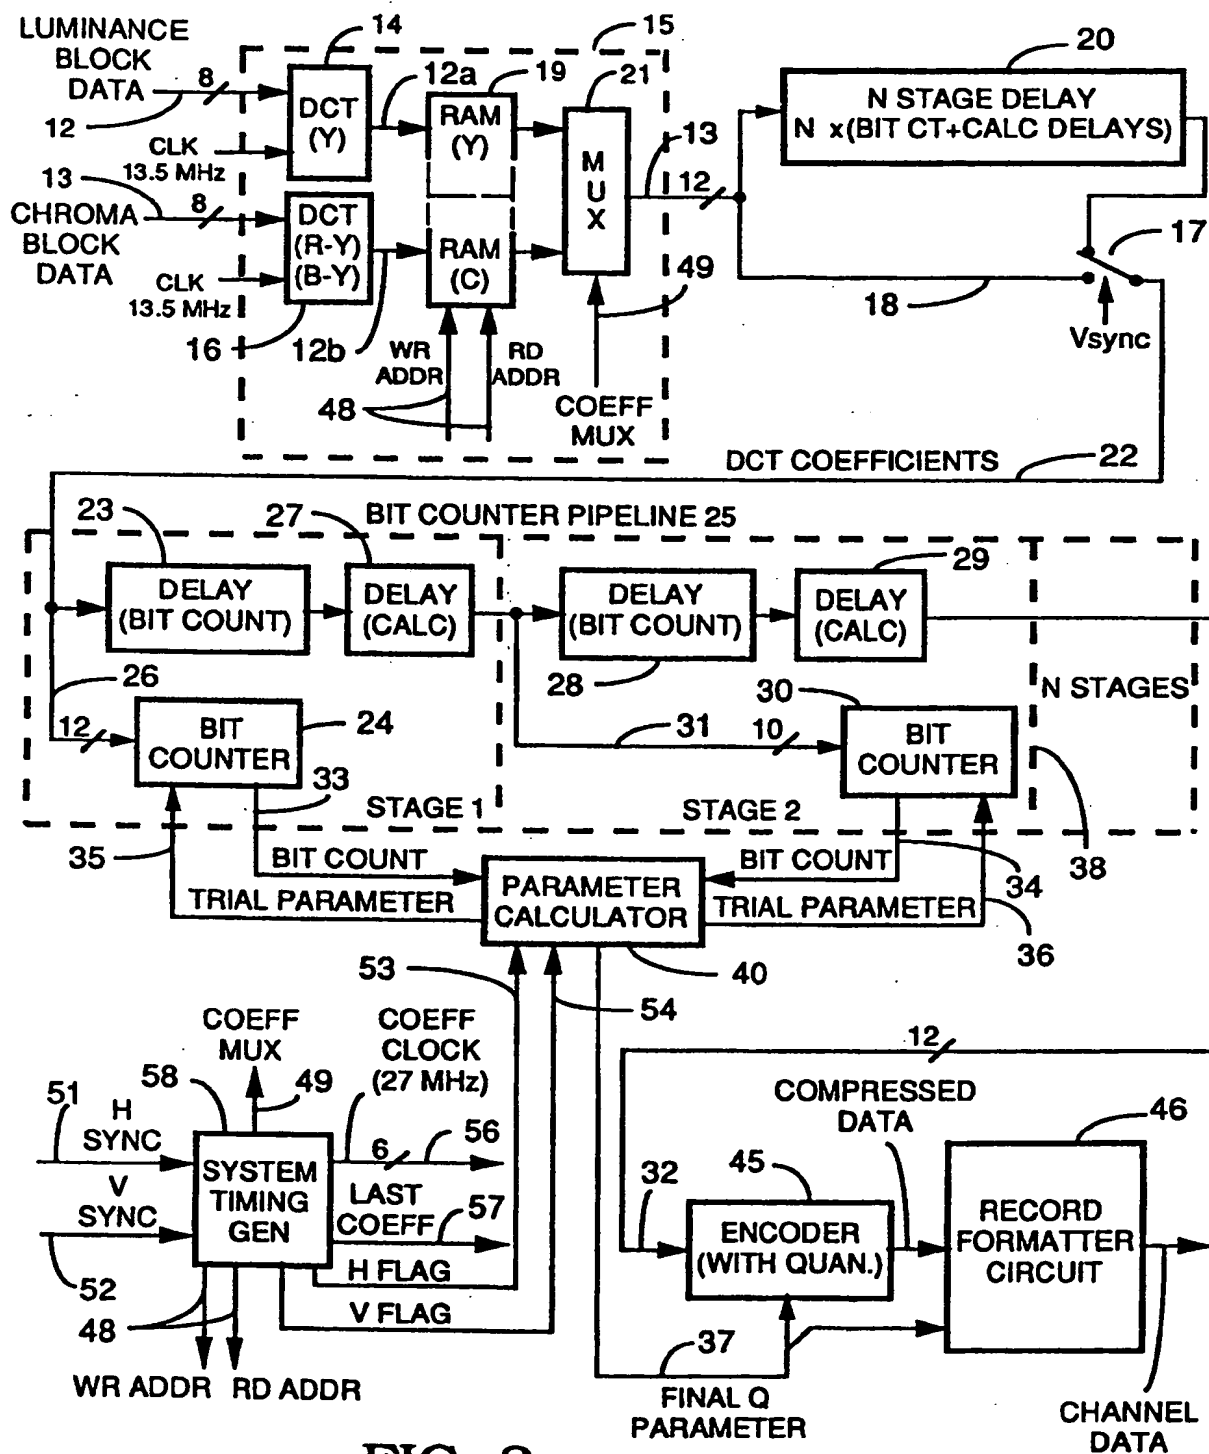 LUMINANCE
BLOCK
DATA
8
12
CLK
13.5 MHz
13
8
CHROMA
BLOCK
DATA
CLK
13.5 MHz
14
DCT
(Y)
12a
19
RAM
(Y)
15
21
MUX
13
12
DCT
(R-Y)
(B-Y)
16
12b
RAM
(C)
WR
ADDR
RD
ADDR
48
49
COEFF
MUX
20
N STAGE DELAY
N x(BIT CT+CALC DELAYS)
17
18
Vsync
DCT COEFFICIENTS
22
BIT COUNTER PIPELINE 25
23
DELAY
(BIT COUNT)
27
DELAY
(CALC)
DELAY
(BIT COUNT)
28
29
DELAY
(CALC)
N STAGES
26
12
BIT
COUNTER
24
33
STAGE 1
31
10
30
BIT
COUNTER
STAGE 2
38
35
BIT COUNT
TRIAL PARAMETER
PARAMETER
CALCULATOR
BIT COUNT
34
TRIAL PARAMETER
36
40
53
54
COEFF
MUX
COEFF
CLOCK
(27 MHz)
51
H
SYNC
58
49
V
SYNC
52
SYSTEM
TIMING
GEN
6
56
LAST
COEFF
57
H FLAG
V FLAG
48
WR ADDR
RD ADDR
12
COMPRESSED
DATA
46
32
45
ENCODER
(WITH QUAN.)
RECORD
FORMATTER
CIRCUIT
37
FINAL Q
PARAMETER
CHANNEL
DATA